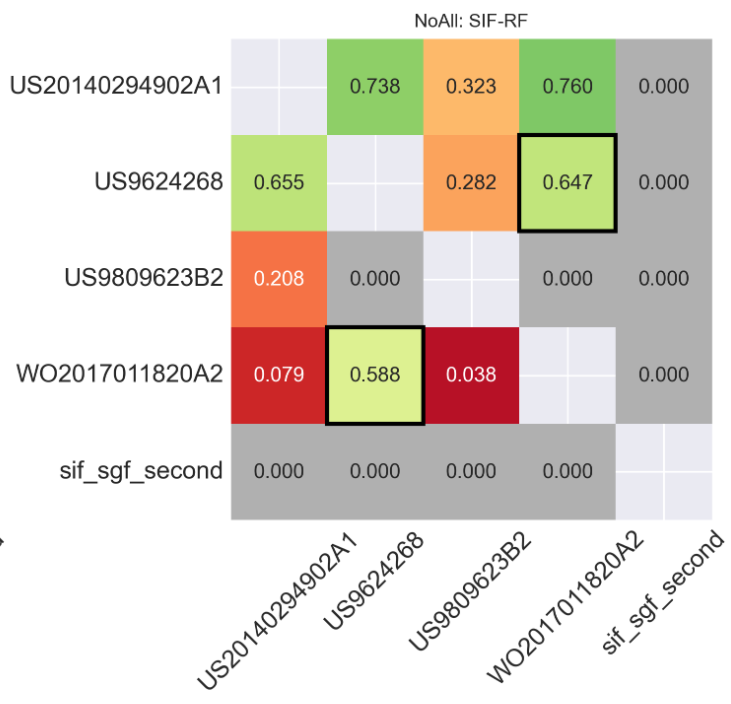 NoAll: SIF-RF
US20140294902A1 0.738 0.323 0.760 0.000
US9624268 0.655 0.282 0.647 0.000
US9809623B2 0.208 0.000 0.000 0.000
WO2017011820A2 0.079 0.588 0.038 0.000
sif_sgf_second 0.000 0.000 0.000 0.000
US20140294902A1 US9624268 US9809623B2 WO2017011820A2 sif_sgf_second